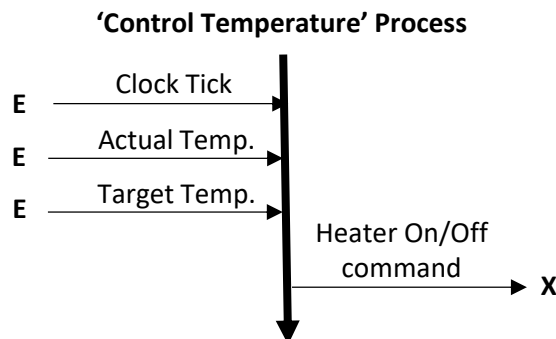 ‘Control Temperature’ Process
E
Clock Tick
E
Actual Temp.
E
Target Temp.
Heater On/Off
command
X